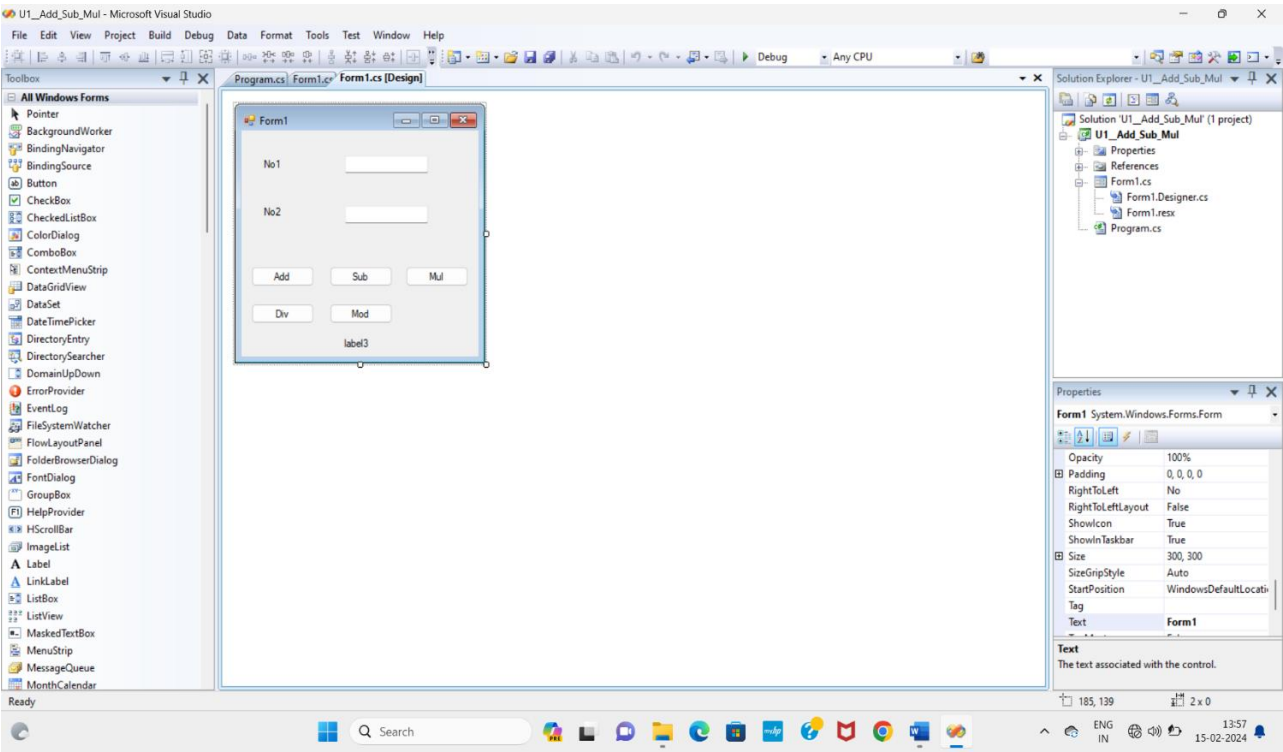 U1__Add_Sub_Mul - Microsoft Visual Studio
File Edit View Project Build Debug Data Format Tools Test Window Help
Debug Any CPU
Toolbox
All Windows Forms
Pointer
BackgroundWorker
BindingNavigator
BindingSource
Button
CheckBox
CheckedListBox
ColorDialog
ComboBox
ContextMenuStrip
DataGridView
DataSet
DateTimePicker
DirectoryEntry
DirectorySearcher
DomainUpDown
ErrorProvider
EventLog
FileSystemWatcher
FlowLayoutPanel
FolderBrowserDialog
FontDialog
GroupBox
HelpProvider
HScrollBar
ImageList
Label
LinkLabel
ListBox
ListView
MaskedTextBox
MenuStrip
MessageQueue
MonthCalendar
Program.cs Form1.cs Form1.cs [Design]
Form1
No1
No2
Add Sub Mul
Div Mod
label3
Solution Explorer - U1__Add_Sub_Mul
Solution 'U1__Add_Sub_Mul' (1 project)
U1__Add_Sub_Mul
Properties
References
Form1.cs
Form1.Designer.cs
Form1.resx
Program.cs
Properties
Form1 System.Windows.Forms.Form
Opacity 100%
Padding 0, 0, 0, 0
RightToLeft No
RightToLeftLayout False
ShowIcon True
ShowInTaskbar True
Size 300, 300
SizeGripStyle Auto
StartPosition WindowsDefaultLocati
Tag
Text Form1
Text
The text associated with the control.
Ready 185, 139 2 x 0
Search
ENG
IN
13:57
15-02-2024